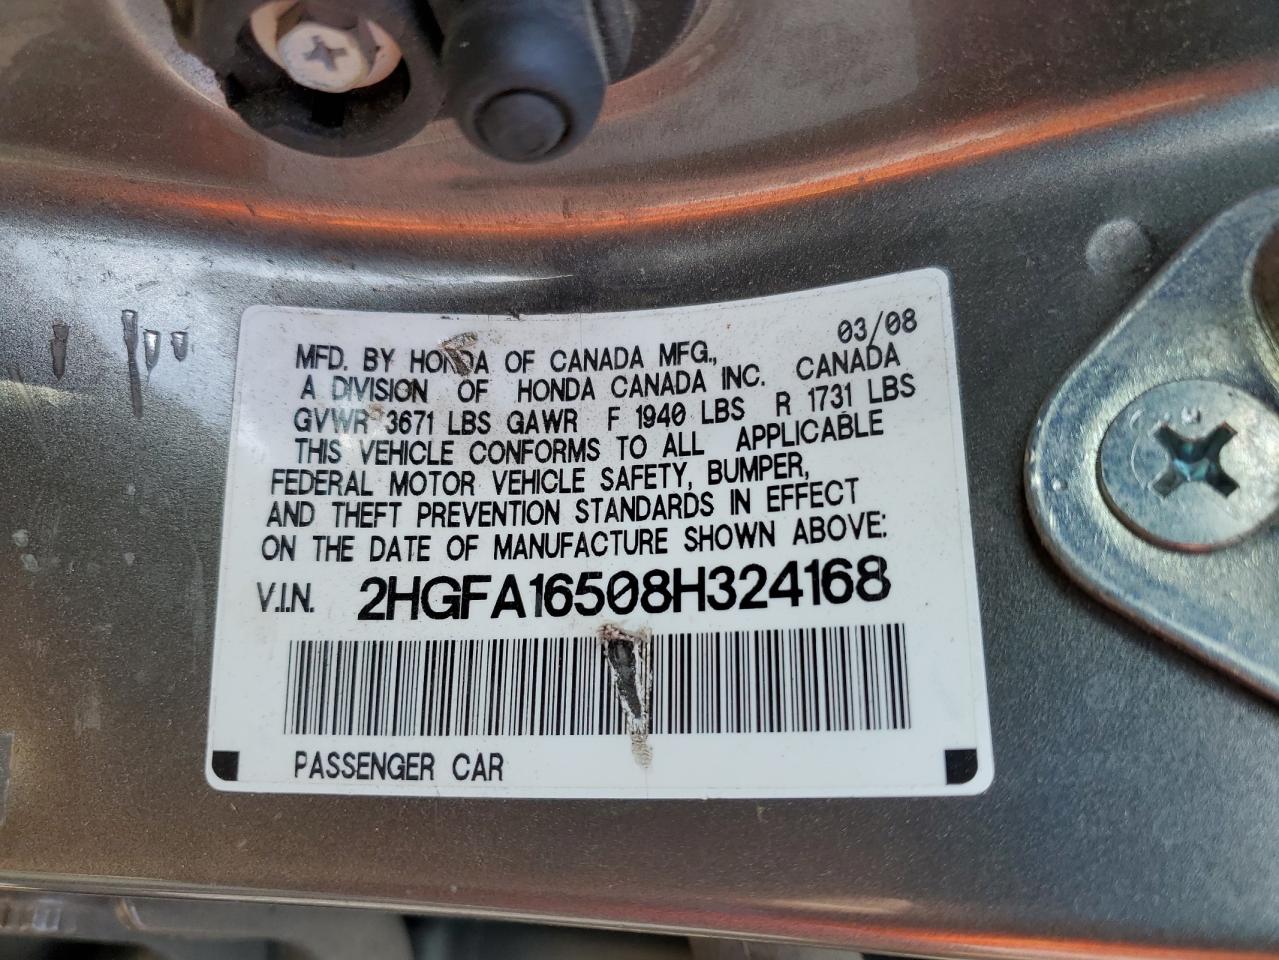 03/08
MFD. BY HONDA OF CANADA MFG.,
A DIVISION OF HONDA CANADA INC. CANADA
GVWR 3671 LBS GAWR F 1940 LBS R 1731 LBS
THIS VEHICLE CONFORMS TO ALL APPLICABLE
FEDERAL MOTOR VEHICLE SAFETY, BUMPER,
AND THEFT PREVENTION STANDARDS IN EFFECT
ON THE DATE OF MANUFACTURE SHOWN ABOVE:
V.I.N. 2HGFA16508H324168
PASSENGER CAR